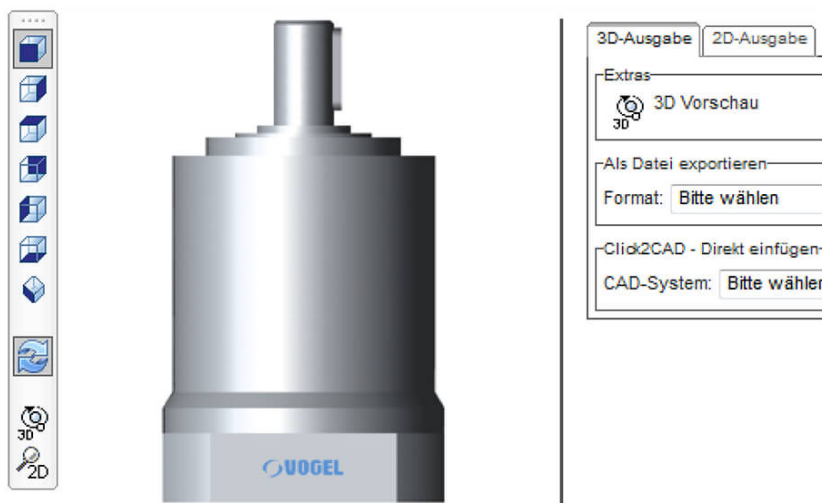 3D-Ausgabe
2D-Ausgabe
Extras
3D
3D Vorschau
Als Datei exportieren
Format: Bitte wählen
Click2CAD - Direkt einfügen
CAD-System: Bitte wählen
3D
2D
VOGEL